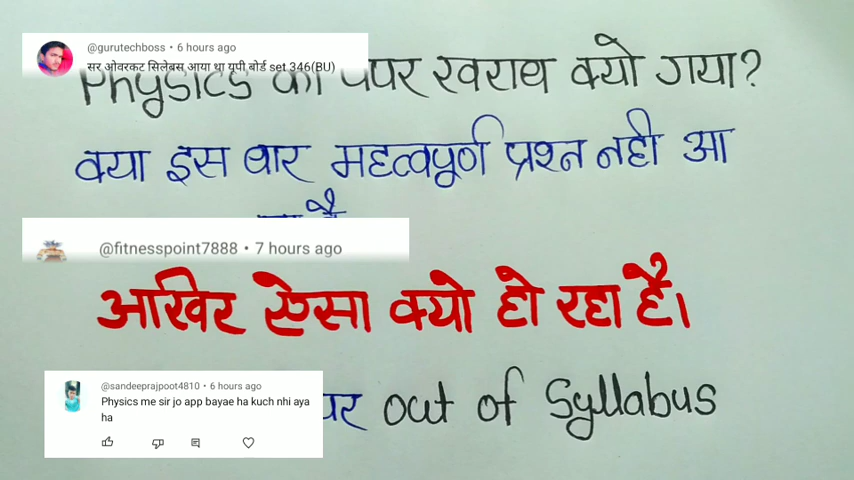 @gurutechboss • 6 hours ago
सर ओवरकट सिलेबस आया था यूपी बोर्ड set 346(BU)
Physics का पेपर खराब क्यो गया?
क्या इस बार महत्वपूर्ण प्रश्न नही आ
है
@fitnesspoint7888 • 7 hours ago
आखिर ऐसा क्यो हो रहा है।
@sandeeprajpoot4810 • 6 hours ago
Physics me sir jo app bayae ha kuch nhi aya
ha
out of Syllabus